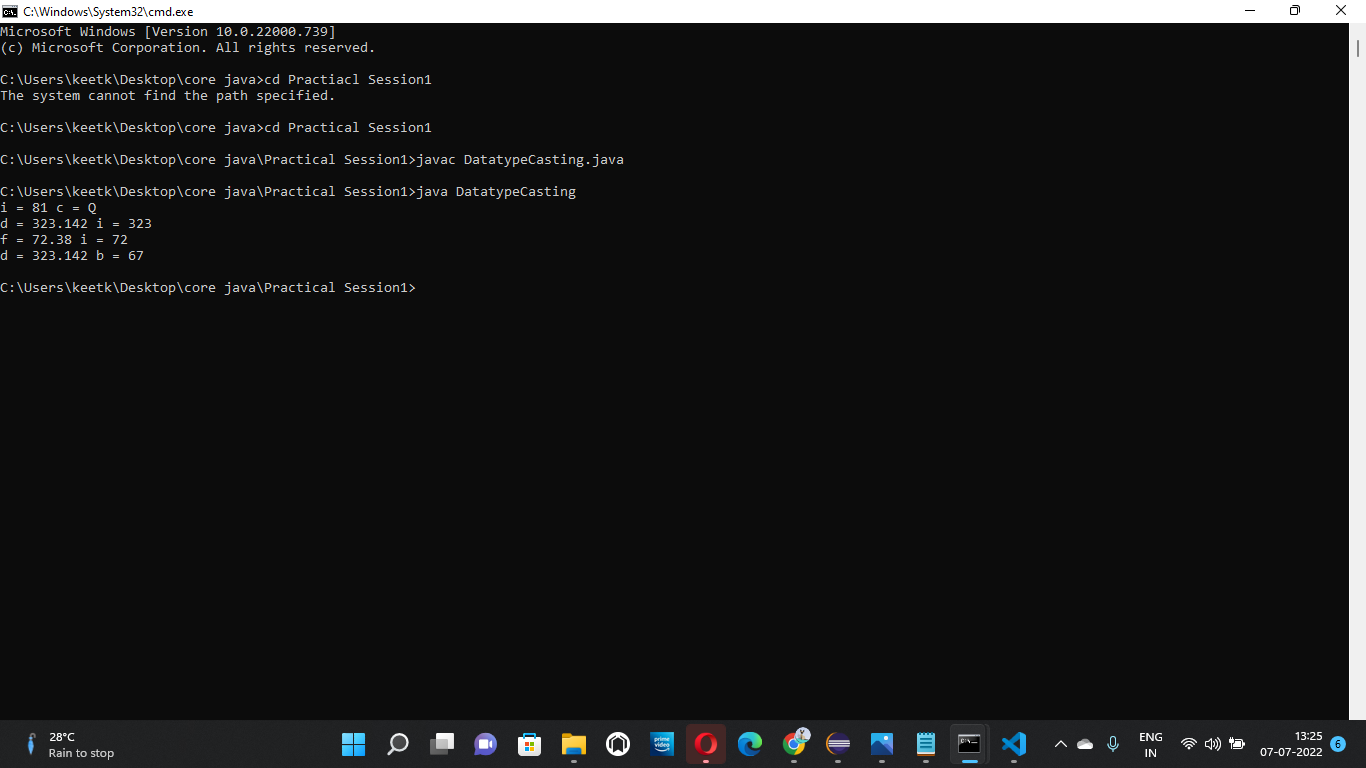 C:\Windows\System32\cmd.exe
Microsoft Windows [Version 10.0.22000.739]
(c) Microsoft Corporation. All rights reserved.
C:\Users\keetk\Desktop\core java>cd Practiacl Session1
The system cannot find the path specified.
C:\Users\keetk\Desktop\core java>cd Practical Session1
C:\Users\keetk\Desktop\core java\Practical Session1>javac DatatypeCasting.java
C:\Users\keetk\Desktop\core java\Practical Session1>java DatatypeCasting
i = 81 c = Q
d = 323.142 i = 323
f = 72.38 i = 72
d = 323.142 b = 67
C:\Users\keetk\Desktop\core java\Practical Session1>
28°C
Rain to stop
prime video
ENG
IN
13:25
07-07-2022
6